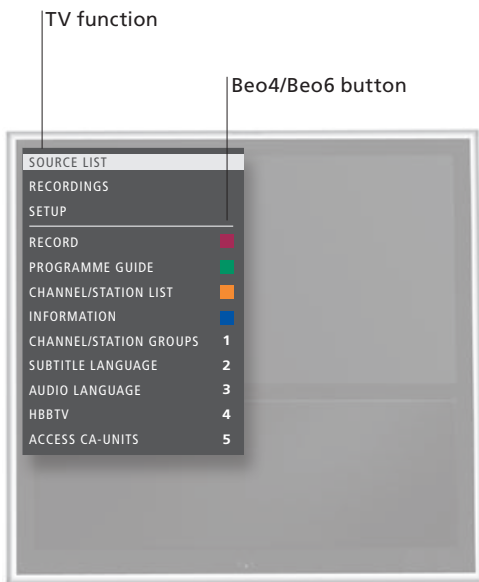 TV function
Beo4/Beo6 button
SOURCE LIST
RECORDINGS
SETUP
RECORD
PROGRAMME GUIDE
CHANNEL/STATION LIST
INFORMATION
CHANNEL/STATION GROUPS 1
SUBTITLE LANGUAGE 2
AUDIO LANGUAGE 3
HBBTV 4
ACCESS CA-UNITS 5